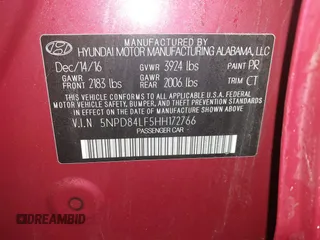 MANUFACTURED BY
HYUNDAI MOTOR MANUFACTURING ALABAMA, LLC
Dec/14/16 GVWR 3924 lbs PAINT PR
GAWR FRONT 2183 lbs GAWR REAR 2006 lbs TRIM CT
THIS VEHICLE CONFORMS TO ALL APPLICABLE U.S. FEDERAL
MOTOR VEHICLE SAFETY, BUMPER, AND THEFT PREVENTION STANDARDS
IN EFFECT ON THE DATE OF MANUFACTURE SHOWN ABOVE.
V.I.N 5NPD84LF5HH172766
PASSENGER CAR
DREAMBID